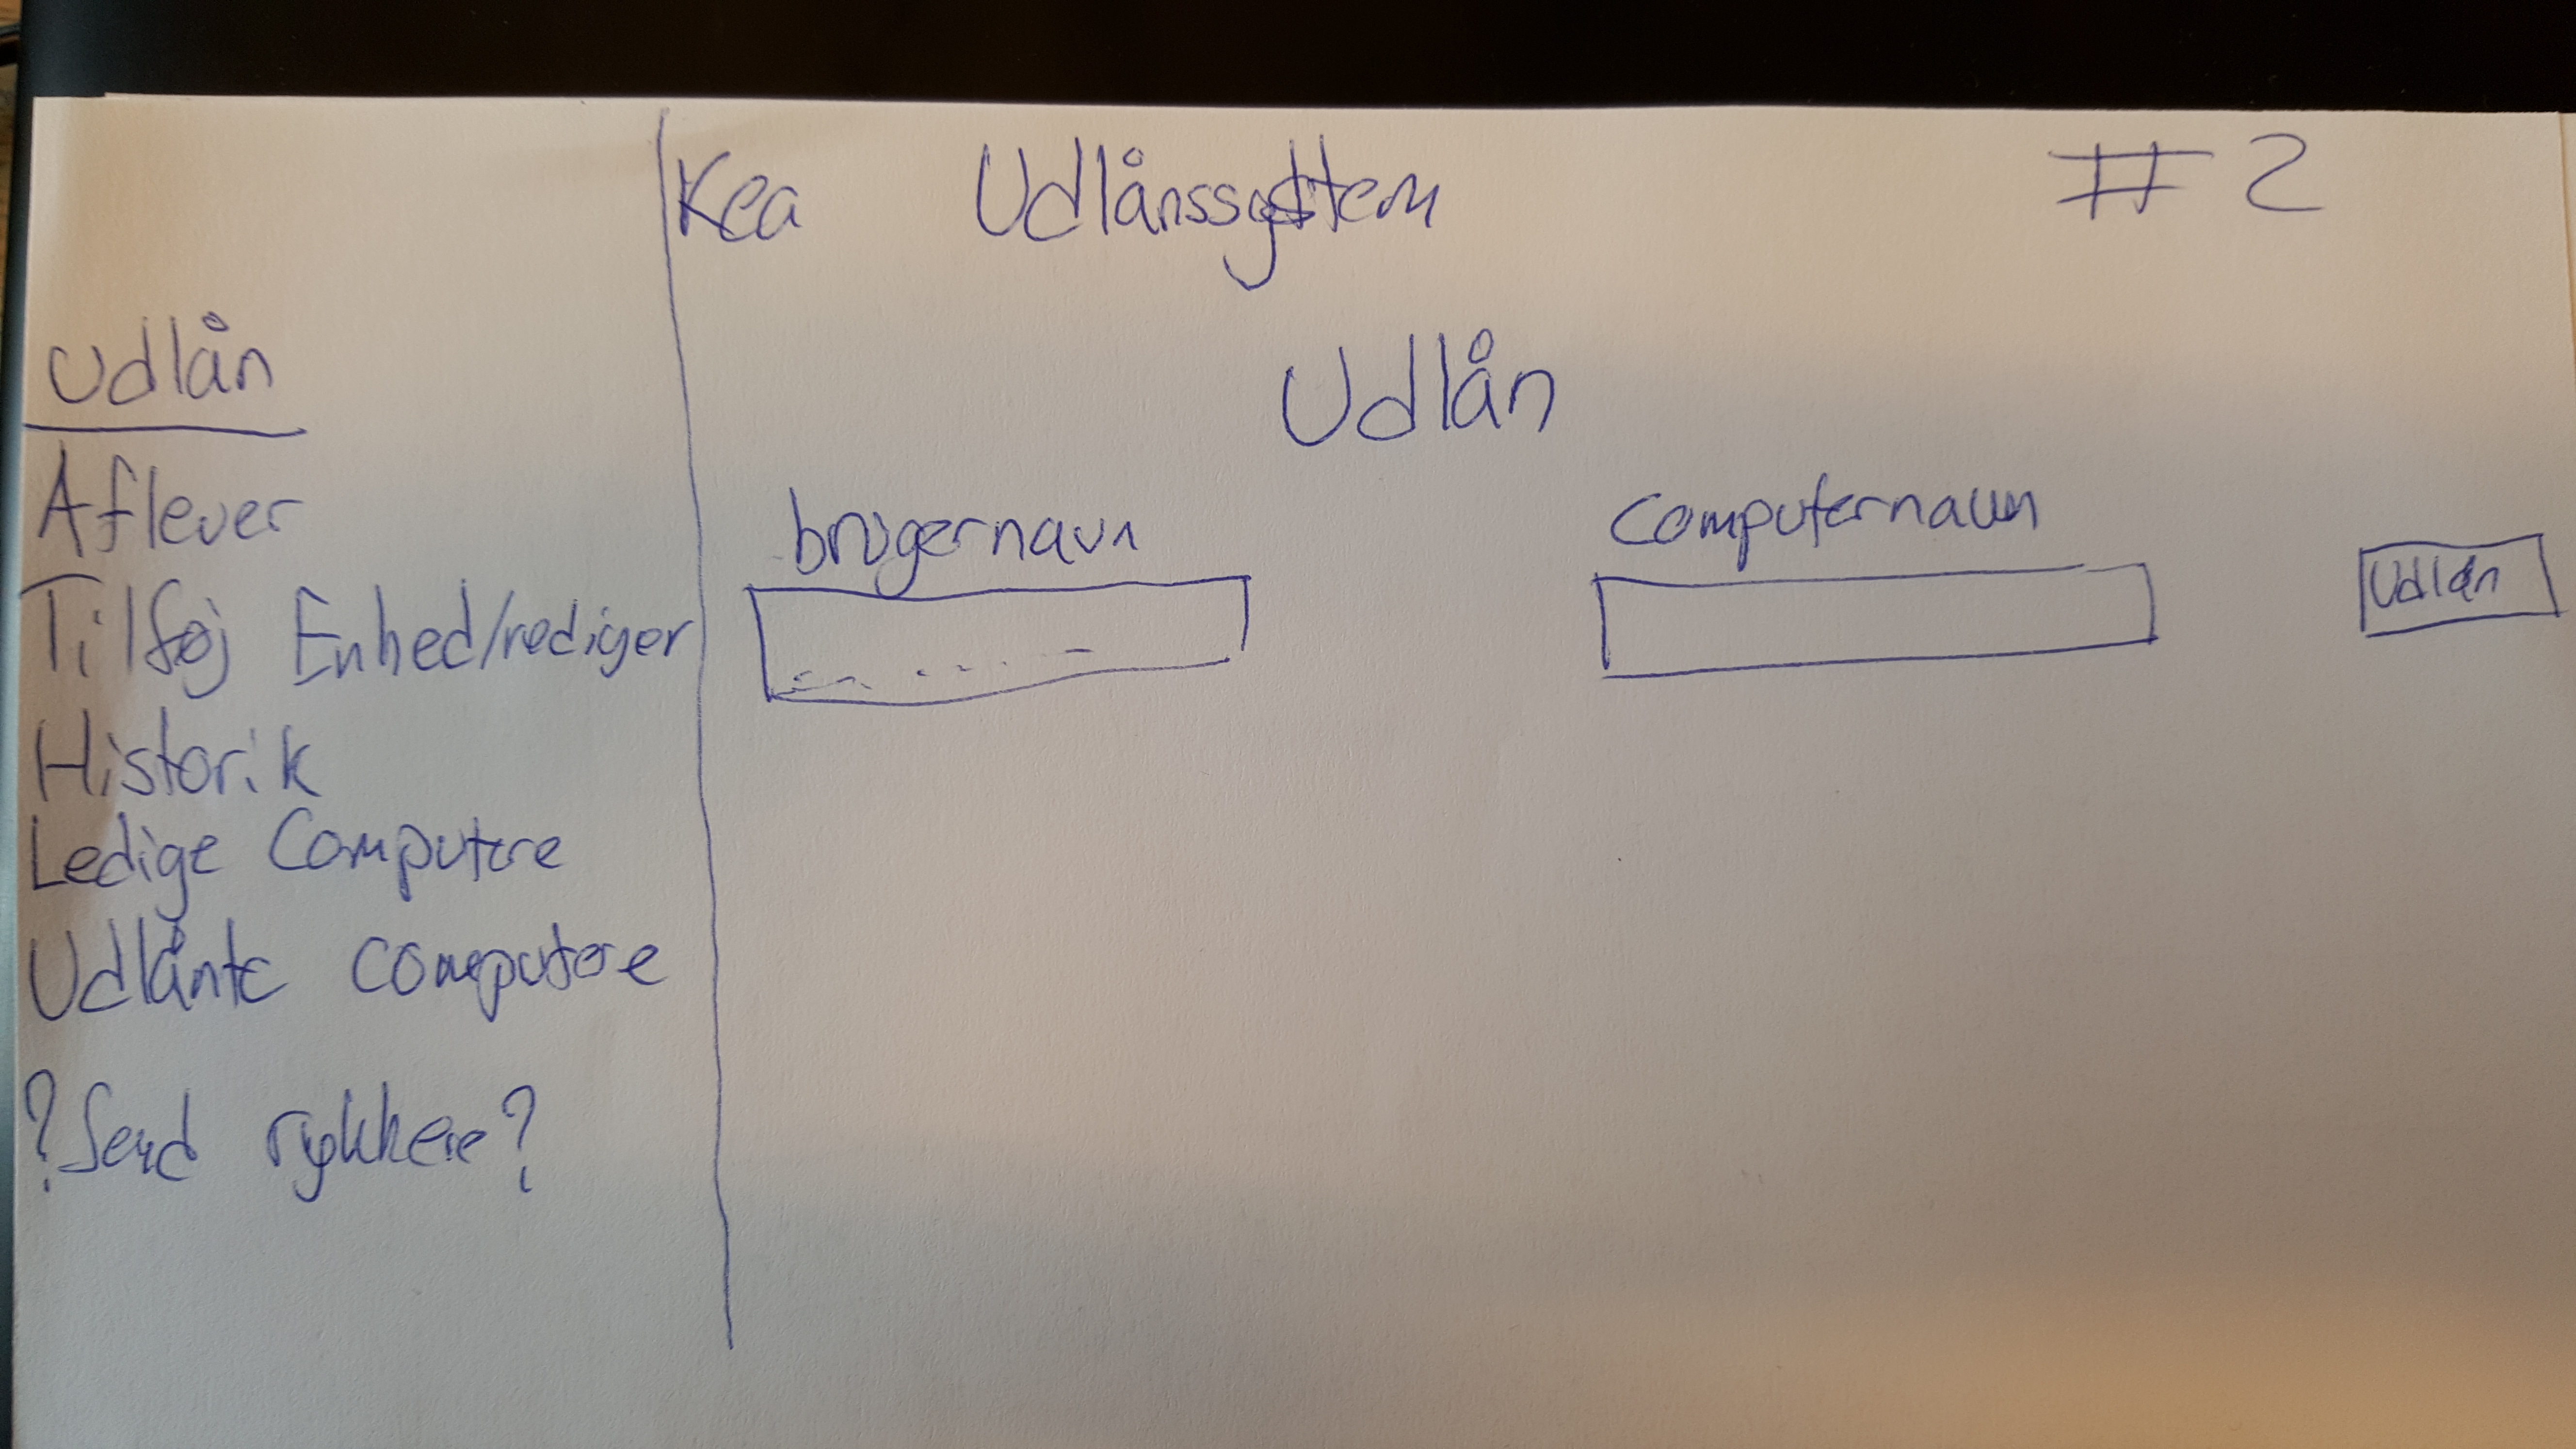 Kea Udlånssystem #2
Udlån
Aflever
Tilføj Enhed/rediger
Historik
Ledige Computere
Udlånte computere
?Send rykkere?
Udlån
brugernavn
Computernavn
Udlån